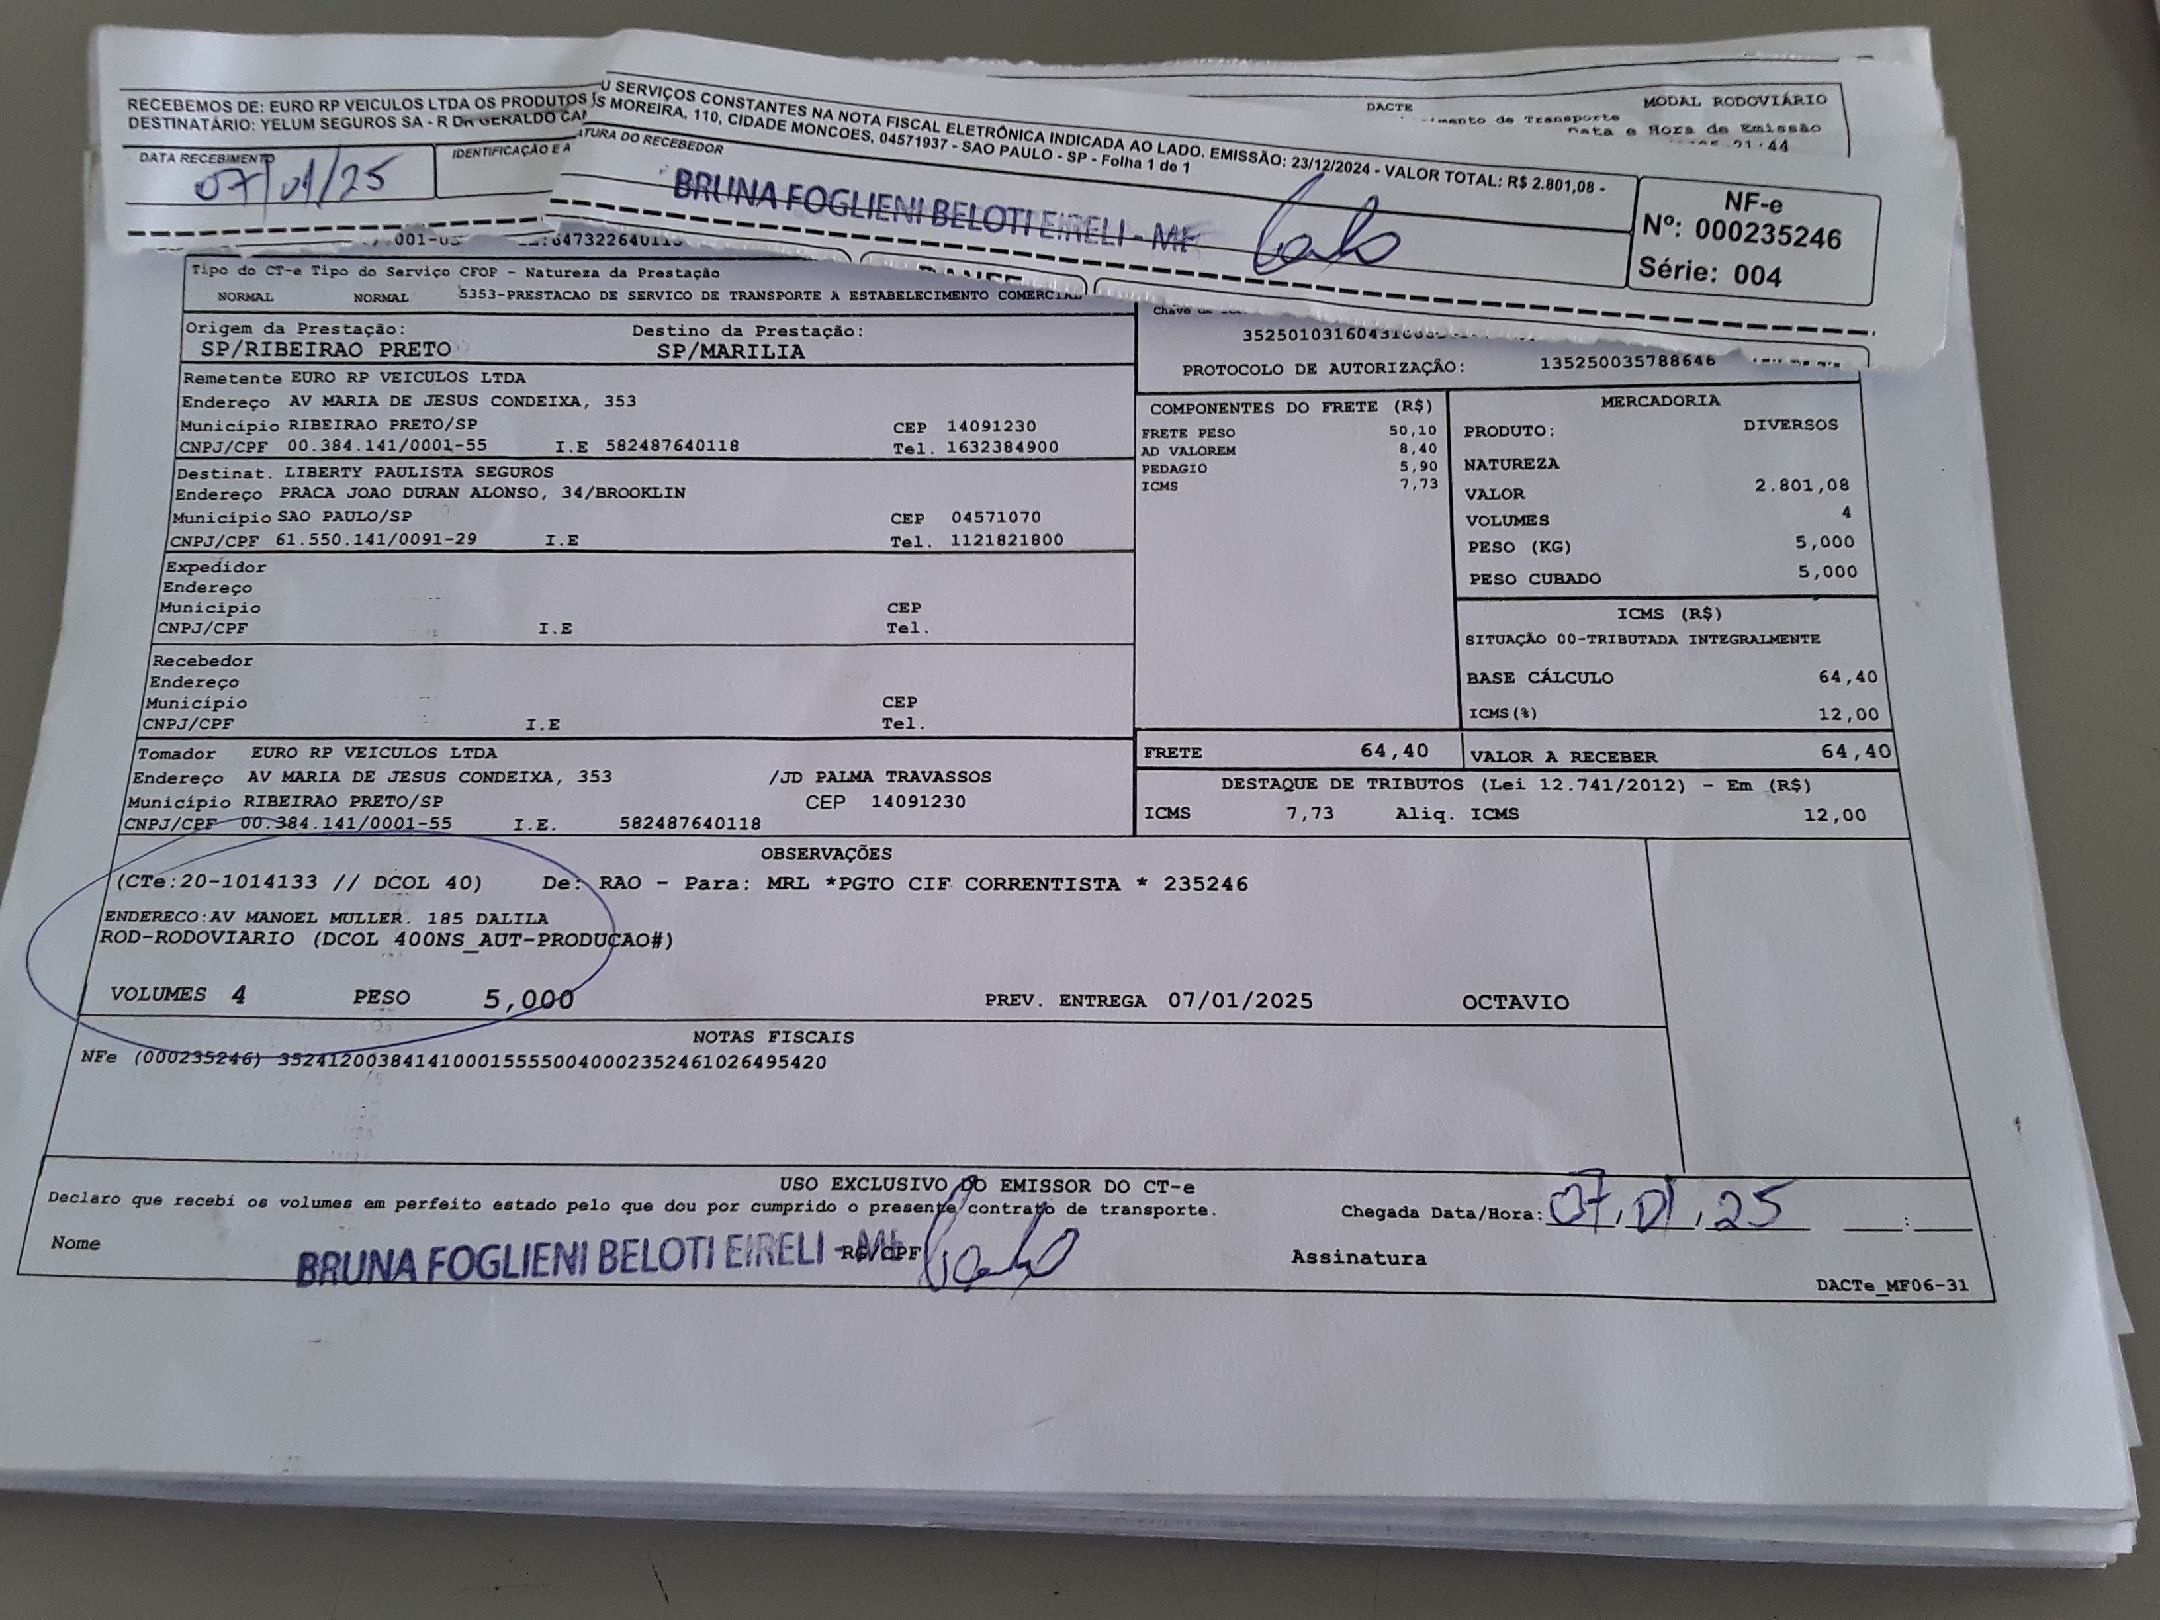 RECEBEMOS DE: EURO RP VEICULOS LTDA OS PRODUTOS
U SERVIÇOS CONSTANTES NA NOTA FISCAL ELETRÔNICA INDICADA AO LADO. EMISSÃO: 23/12/2024 - VALOR TOTAL: R$ 2.801,08 -
DESTINATÁRIO: YELUM SEGUROS SA - R DR GERALDO CA
S MOREIRA, 110, CIDADE MONCOES, 04571937 - SAO PAULO - SP - Folha 1 de 1
DATA RECEBIMENTO
07/01/25
IDENTIFICAÇÃO E A
ATURA DO RECEBEDOR
BRUNA FOGLIENI BELOTI EIRELI - ME
NF-e
Nº: 000235246
Série: 004
DACTE
MODAL RODOVIÁRIO
mento de Transporte
Data e Hora de Emissão
21:44
Tipo do CT-e Tipo do Serviço CFOP - Natureza da Prestação
NORMAL NORMAL 5353-PRESTACAO DE SERVICO DE TRANSPORTE A ESTABELECIMENTO COMERCIAL
Origem da Prestação: Destino da Prestação:
SP/RIBEIRAO PRETO SP/MARILIA
PROTOCOLO DE AUTORIZAÇÃO: 135250035788646
Remetente EURO RP VEICULOS LTDA
Endereço AV MARIA DE JESUS CONDEIXA, 353
Município RIBEIRAO PRETO/SP CEP 14091230
CNPJ/CPF 00.384.141/0001-55 I.E 582487640118 Tel. 1632384900
Destinat. LIBERTY PAULISTA SEGUROS
Endereço PRACA JOAO DURAN ALONSO, 34/BROOKLIN
Município SAO PAULO/SP CEP 04571070
CNPJ/CPF 61.550.141/0091-29 I.E Tel. 1121821800
Expedidor
Endereço
Município CEP
CNPJ/CPF I.E Tel.
Recebedor
Endereço
Município CEP
CNPJ/CPF I.E Tel.
Tomador EURO RP VEICULOS LTDA
Endereço AV MARIA DE JESUS CONDEIXA, 353 /JD PALMA TRAVASSOS
Município RIBEIRAO PRETO/SP CEP 14091230
CNPJ/CPF 00.384.141/0001-55 I.E. 582487640118
COMPONENTES DO FRETE (R$)
FRETE PESO 50,10
AD VALOREM 8,40
PEDAGIO 5,90
ICMS 7,73
MERCADORIA
PRODUTO: DIVERSOS
NATUREZA
VALOR 2.801,08
VOLUMES 4
PESO (KG) 5,000
PESO CUBADO 5,000
ICMS (R$)
SITUAÇÃO 00-TRIBUTADA INTEGRALMENTE
BASE CÁLCULO 64,40
ICMS(%) 12,00
FRETE 64,40 VALOR A RECEBER 64,40
DESTAQUE DE TRIBUTOS (Lei 12.741/2012) - Em (R$)
ICMS 7,73 Aliq. ICMS 12,00
OBSERVAÇÕES
(CTe:20-1014133 // DCOL 40) De: RAO - Para: MRL *PGTO CIF CORRENTISTA * 235246
ENDERECO:AV MANOEL MULLER. 185 DALILA
ROD-RODOVIARIO (DCOL 400NS_AUT-PRODUCAO#)
VOLUMES 4 PESO 5,000 PREV. ENTREGA 07/01/2025 OCTAVIO
NOTAS FISCAIS
NFe (000235246) 35241200384141000155550040002352461026495420
USO EXCLUSIVO DO EMISSOR DO CT-e
Declaro que recebi os volumes em perfeito estado pelo que dou por cumprido o presente contrato de transporte.
Chegada Data/Hora: 07.01.25 :
Nome BRUNA FOGLIENI BELOTI EIRELI - ME RG/CPF Assinatura
DACTe_MF06-31